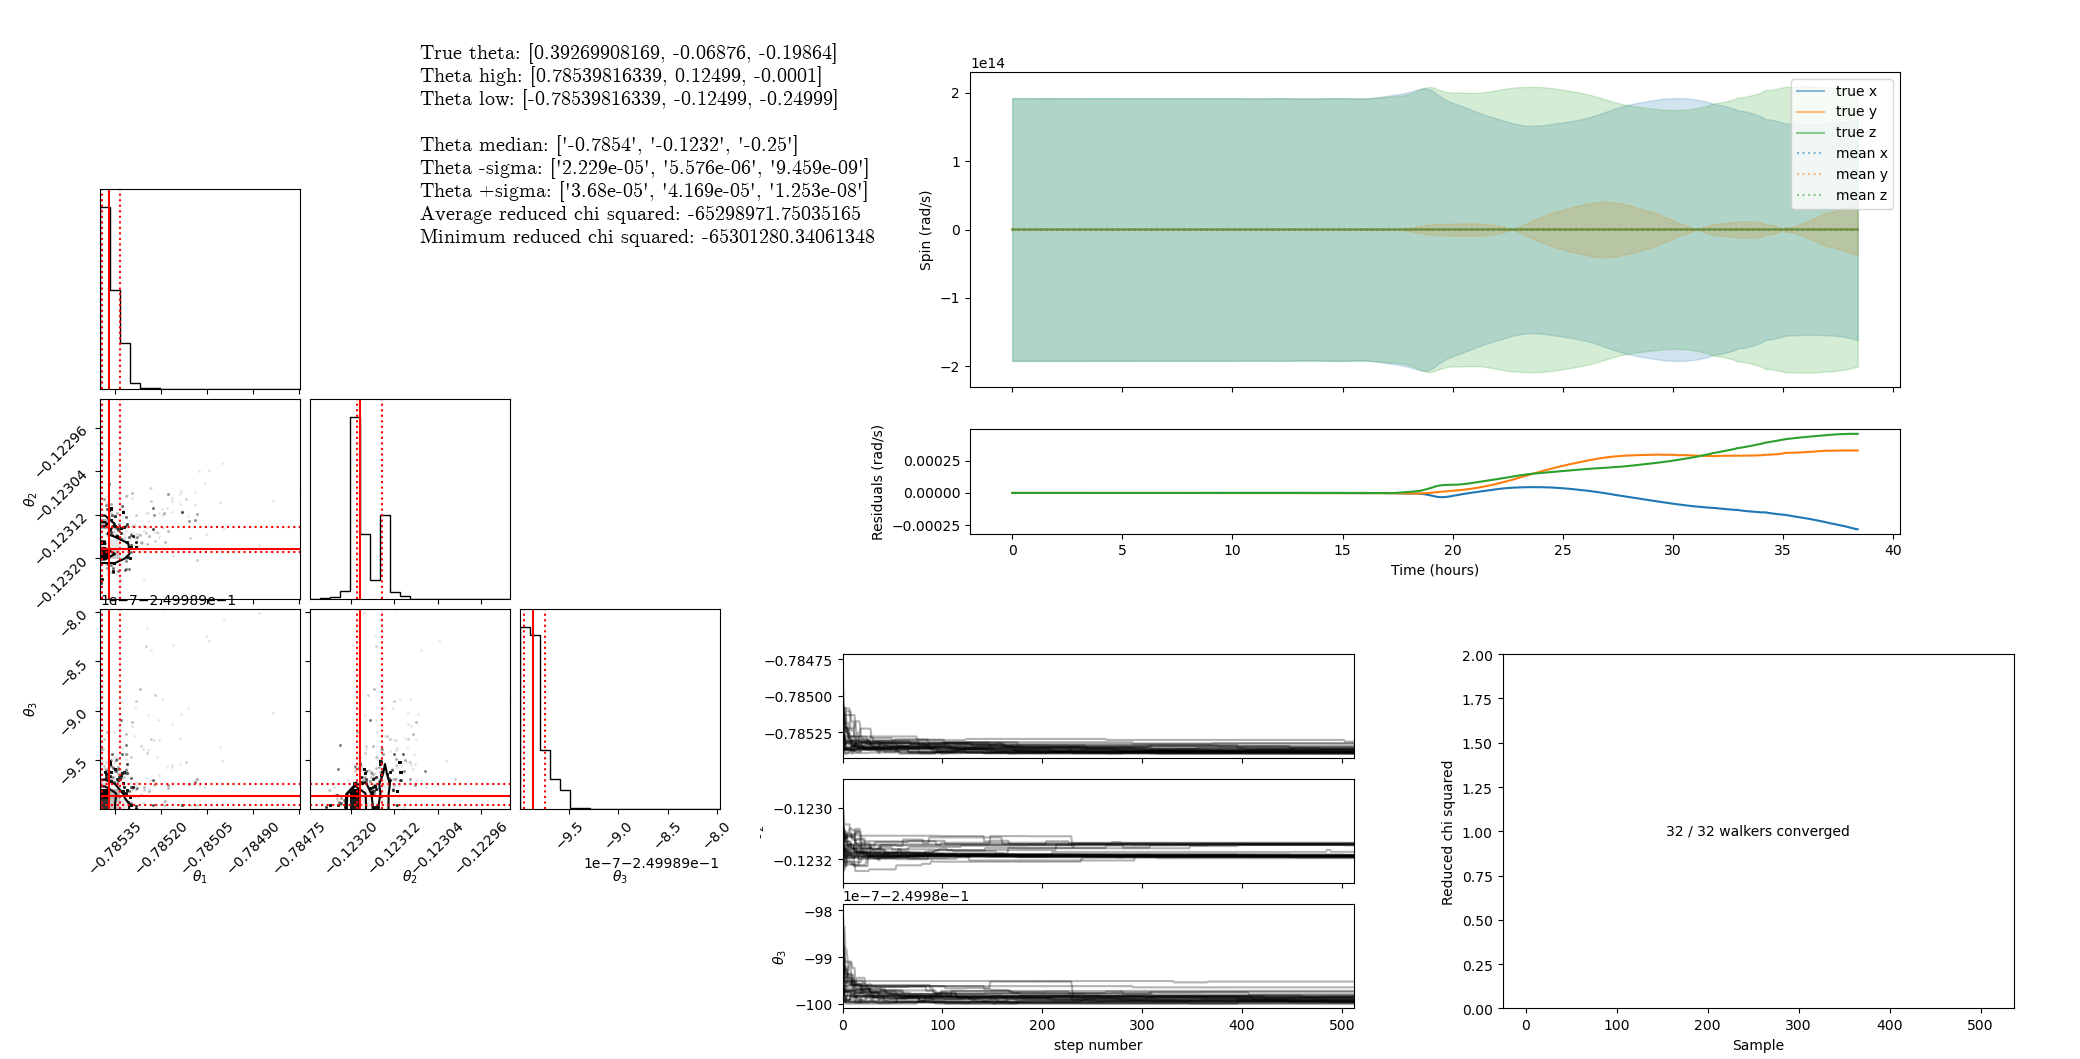 True theta: [0.39269908169, -0.06876, -0.19864]
Theta high: [0.78539816339, 0.12499, -0.0001]
Theta low: [-0.78539816339, -0.12499, -0.24999]
Theta median: ['-0.7854', '-0.1232', '-0.25']
Theta -sigma: ['2.229e-05', '5.576e-06', '9.459e-09']
Theta +sigma: ['3.68e-05', '4.169e-05', '1.253e-08']
Average reduced chi squared: -65298971.75035165
Minimum reduced chi squared: -65301280.34061348
1e14
2
1
0
−1
−2
Spin (rad/s)
true x
true y
true z
mean x
mean y
mean z
0.00025
0.00000
−0.00025
Residuals (rad/s)
0
5
10
15
20
25
30
35
40
Time (hours)
−0.12296
−0.12304
−0.12312
−0.12320
θ2
1e−7−2.49989e−1
−8.0
−8.5
−9.0
−9.5
θ3
−0.78535
−0.78520
−0.78505
−0.78490
−0.78475
θ1
−0.12320
−0.12312
−0.12304
−0.12296
θ2
−9.5
−9.0
−8.5
−8.0
1e−7−2.49989e−1
θ3
−0.78475
−0.78500
−0.78525
−0.1230
−0.1232
1e−7−2.4998e−1
−98
−99
−100
θ3
0
100
200
300
400
500
step number
2.00
1.75
1.50
1.25
1.00
0.75
0.50
0.25
0.00
Reduced chi squared
32 / 32 walkers converged
0
100
200
300
400
500
Sample